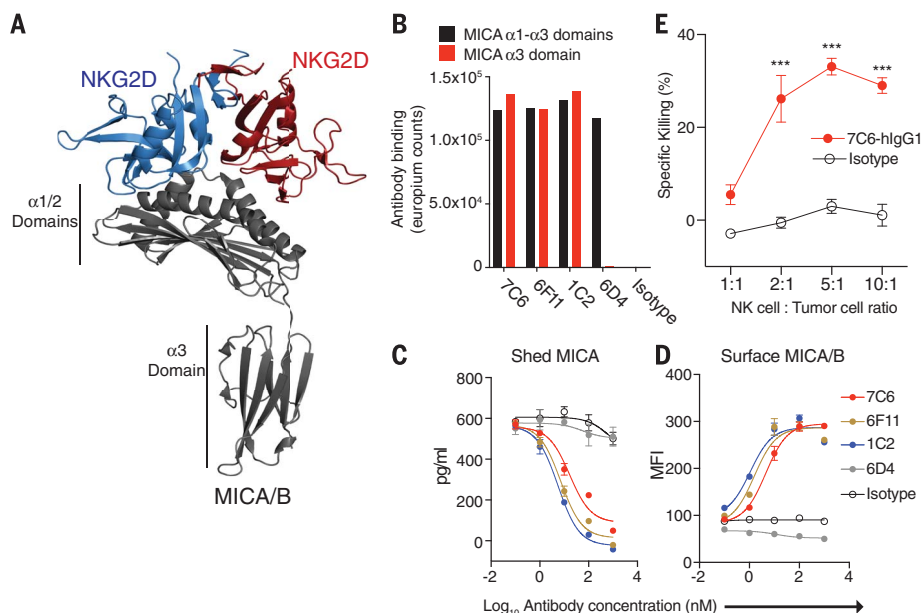 A
NKG2D
NKG2D
α1/2
Domains
α3
Domain
MICA/B
B
MICA α1-α3 domains
MICA α3 domain
Antibody binding
(europium counts)
1.5x10⁵
1.0x10⁵
5.0x10⁴
0
7C6
6F11
1C2
6D4
Isotype
E
Specific Killing (%)
40
20
0
***
***
***
7C6-hIgG1
Isotype
1:1 2:1 5:1 10:1
NK cell : Tumor cell ratio
C
Shed MICA
pg/ml
800
600
400
200
0
-2 0 2 4
D
Surface MICA/B
MFI
400
300
200
100
0
-2 0 2 4
7C6
6F11
1C2
6D4
Isotype
Log₁₀ Antibody concentration (nM)